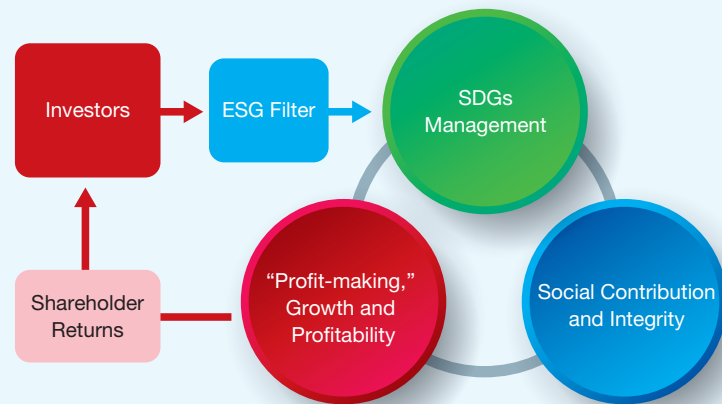 Investors
ESG Filter
SDGs
Management
“Profit-making,”
Growth and
Profitability
Social Contribution
and Integrity
Shareholder
Returns